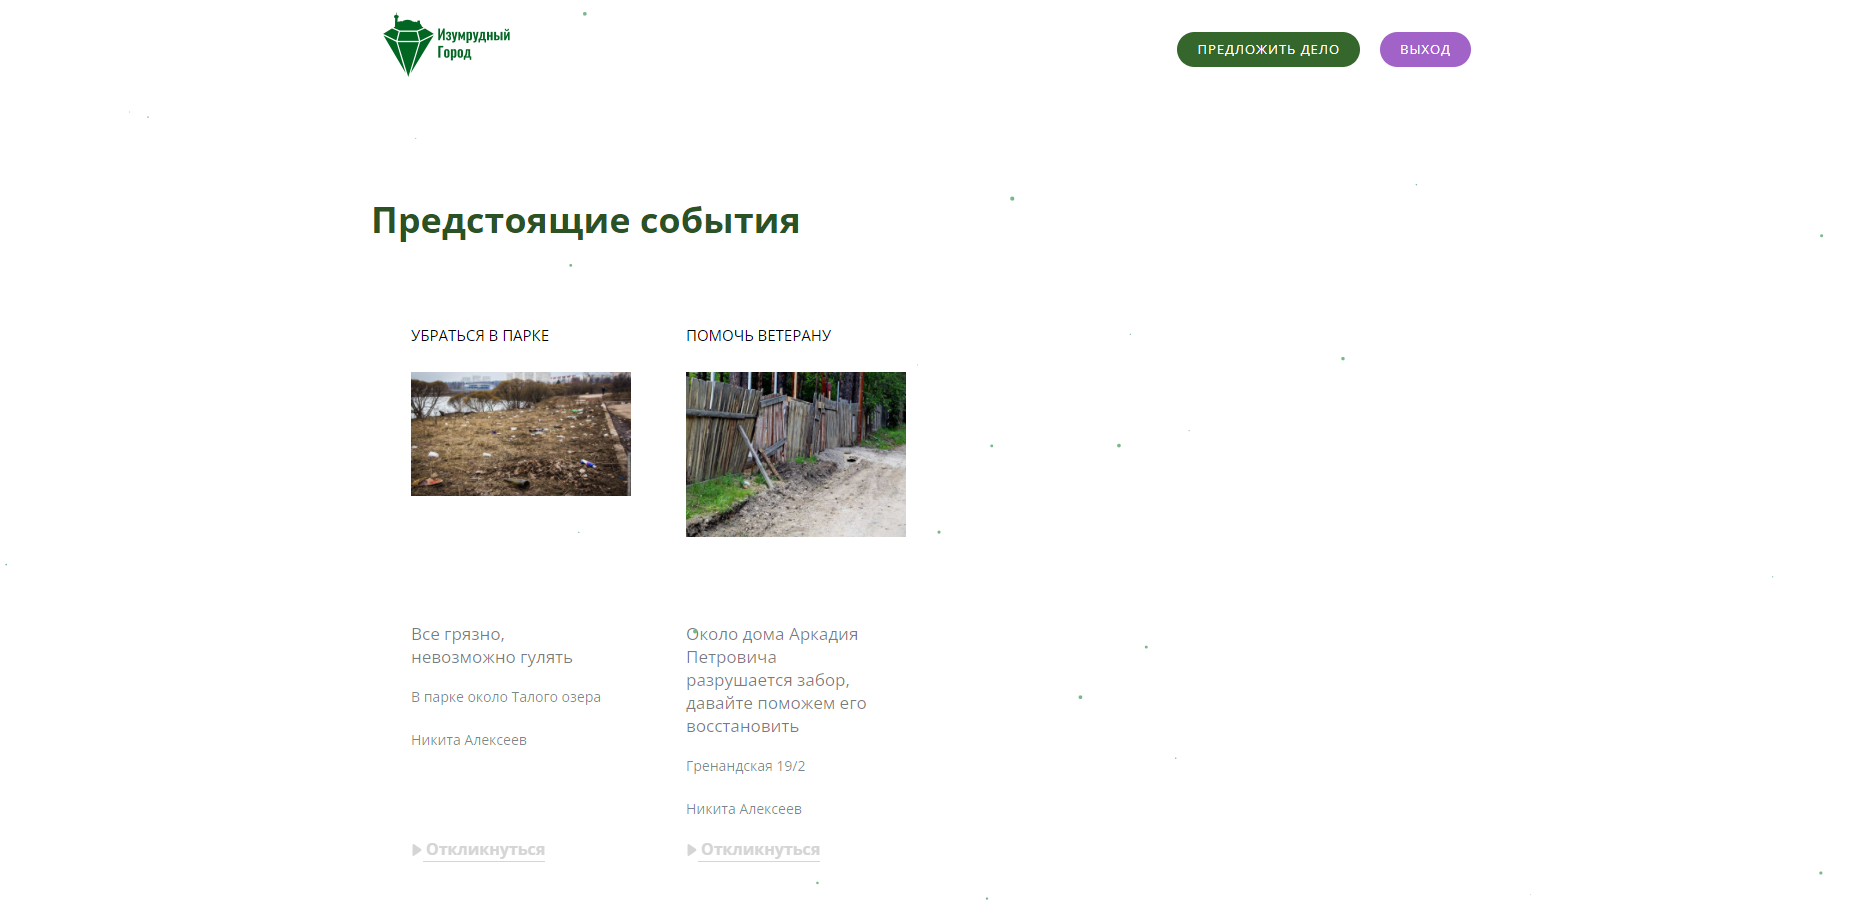 Изумрудный
Город
ПРЕДЛОЖИТЬ ДЕЛО
ВЫХОД
Предстоящие события
УБРАТЬСЯ В ПАРКЕ
ПОМОЧЬ ВЕТЕРАНУ
Все грязно,
невозможно гулять
В парке около Талого озера
Никита Алексеев
Откликнуться
Около дома Аркадия
Петровича
разрушается забор,
давайте поможем его
восстановить
Гренандская 19/2
Никита Алексеев
Откликнуться